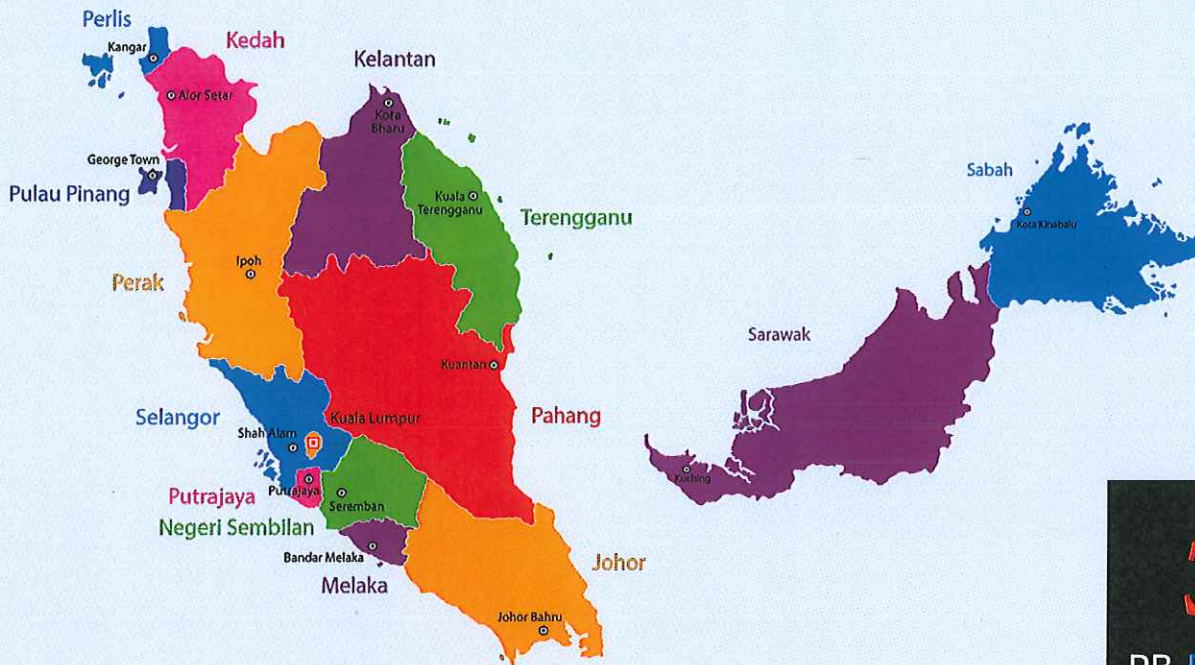 Perlis
Kangar
Kedah
Alor Setar
Kelantan
Kota
Bharu
George Town
Pulau Pinang
Kuala
Terengganu
Terengganu
Ipoh
Perak
Kuantan
Pahang
Selangor
Kuala Lumpur
Shah Alam
Putrajaya
Putrajaya
Negeri Sembilan
Seremban
Bandar Melaka
Melaka
Johor
Johor Bahru
Sabah
Kota Kinabalu
Sarawak
Kuching
DR